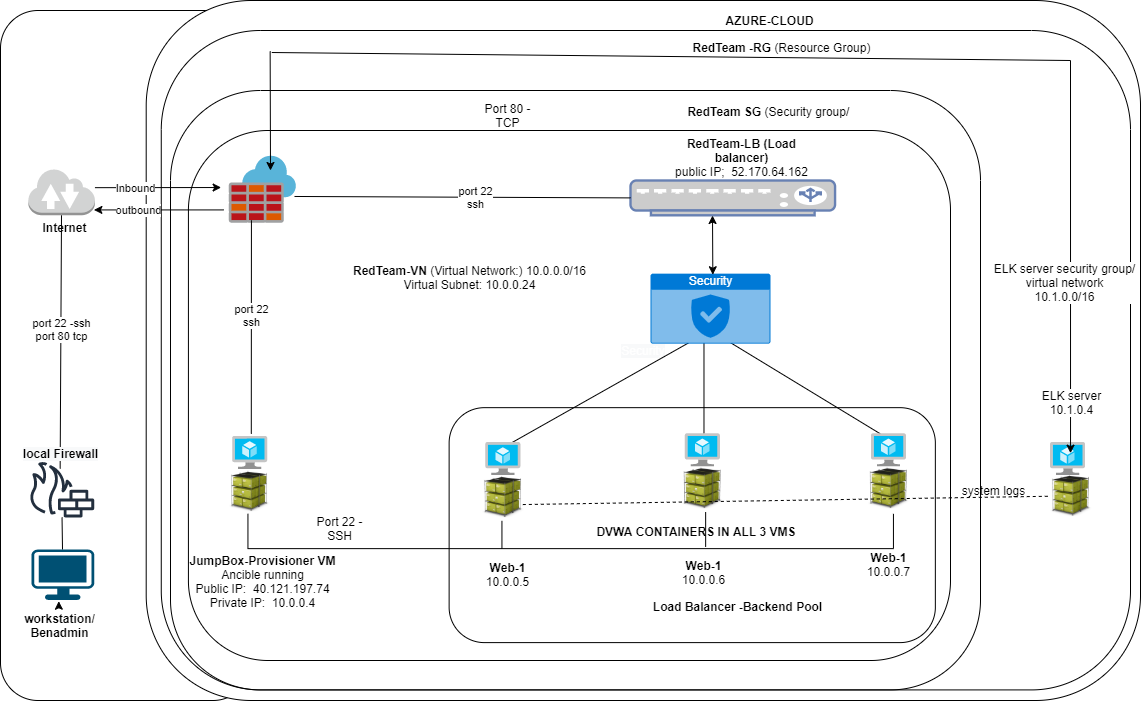 AZURE-CLOUD
RedTeam -RG (Resource Group)
Port 80 -
TCP
RedTeam SG (Security group/
RedTeam-LB (Load
balancer)
public IP; 52.170.64.162
Inbound
outbound
Internet
port 22
ssh
RedTeam-VN (Virtual Network:) 10.0.0.0/16
Virtual Subnet: 10.0.0.24
Security
ELK server security group/
virtual network
10.1.0.0/16
port 22 -ssh
port 80 tcp
port 22
ssh
ELK server
10.1.0.4
local Firewall
system logs
Port 22 -
SSH
DVWA CONTAINERS IN ALL 3 VMS
JumpBox-Provisioner VM
Ancible running
Public IP: 40.121.197.74
Private IP: 10.0.0.4
Web-1
10.0.0.5
Web-1
10.0.0.6
Web-1
10.0.0.7
Load Balancer -Backend Pool
workstation/
Benadmin